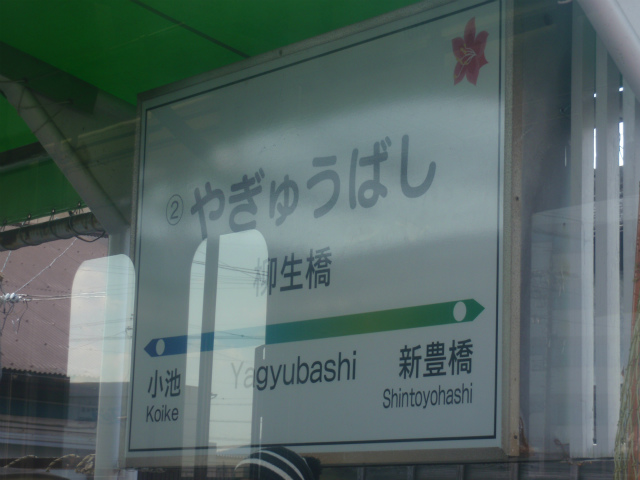 ② やぎゅうばし
柳生橋
小池 Yagyubashi 新豊橋
Koike Shintoyohashi